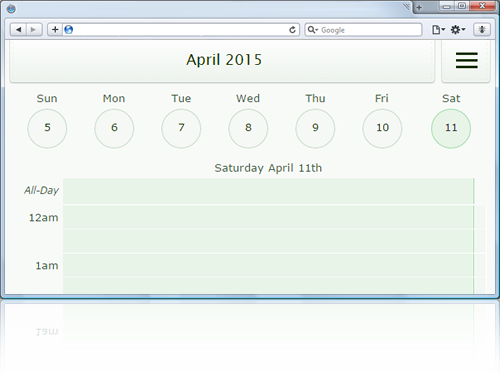 Google
April 2015
Sun Mon Tue Wed Thu Fri Sat
5 6 7 8 9 10 11
Saturday April 11th
All-Day
12am
1am